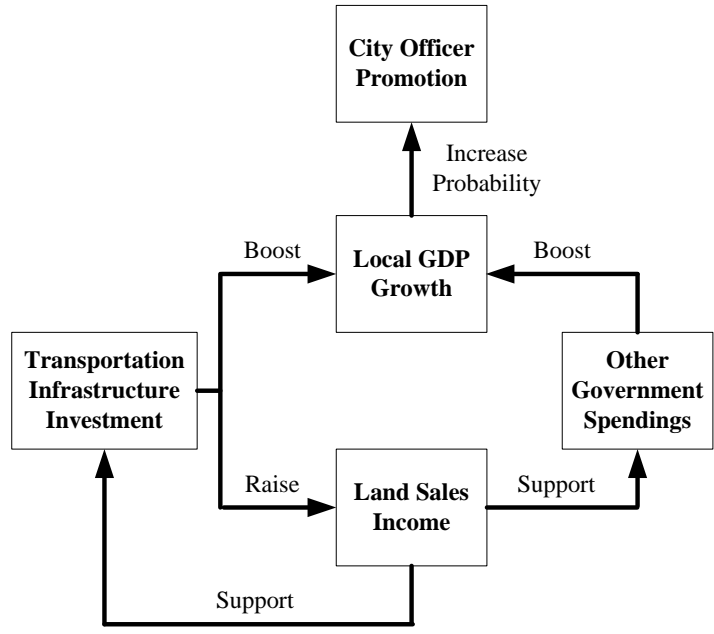 City Officer
Promotion
Increase
Probability
Boost
Local GDP
Growth
Boost
Transportation
Infrastructure
Investment
Other
Government
Spendings
Raise
Land Sales
Income
Support
Support